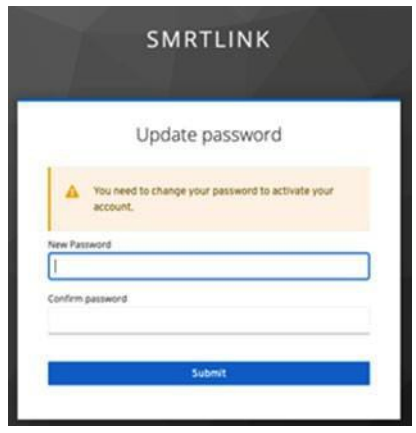 SMRTLINK
Update password
You need to change your password to activate your
account.
New Password
Confirm password
Submit